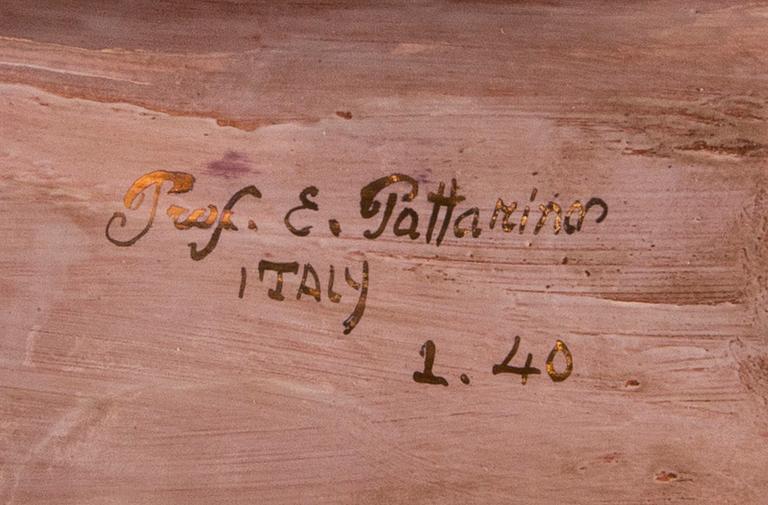 Prof. E. Pattarino
ITALY
1. 40